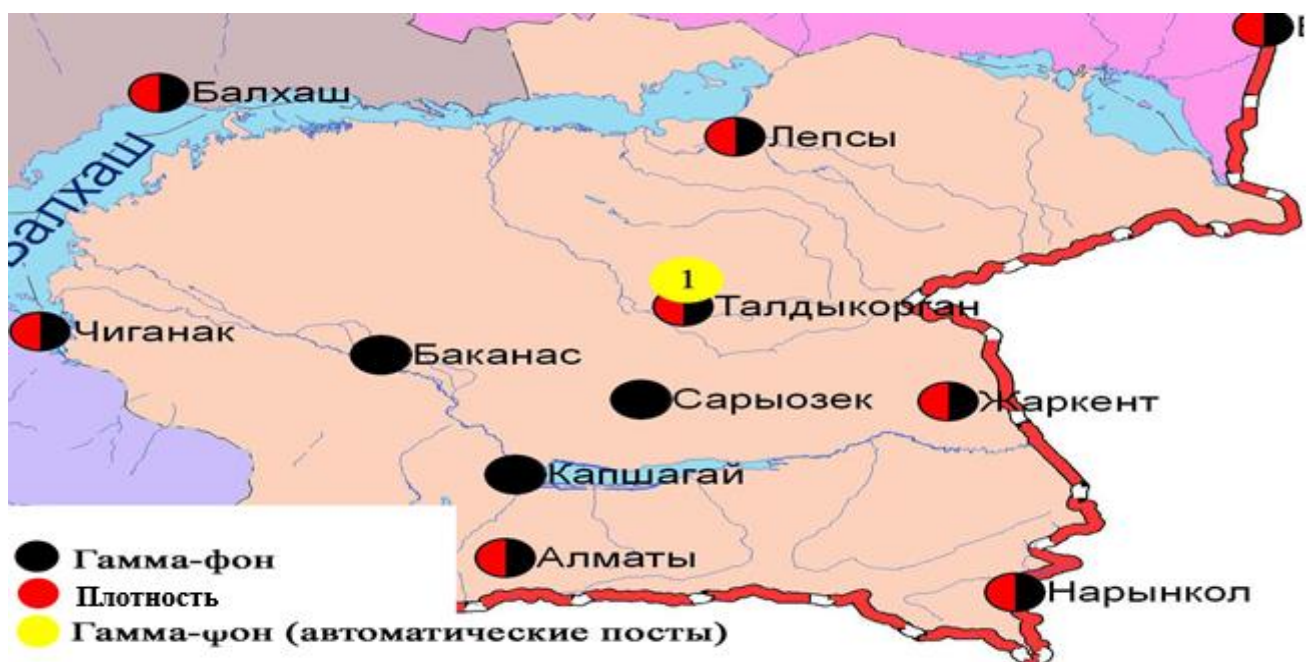 В
Балхаш
Лепсы
Балхаш
1
Талдыкорган
Чиганак
Баканас
Сарыозек
Жаркент
Капшагай
Алматы
Нарынкол
Гамма-фон
Плотность
Гамма-фон (автоматические посты)